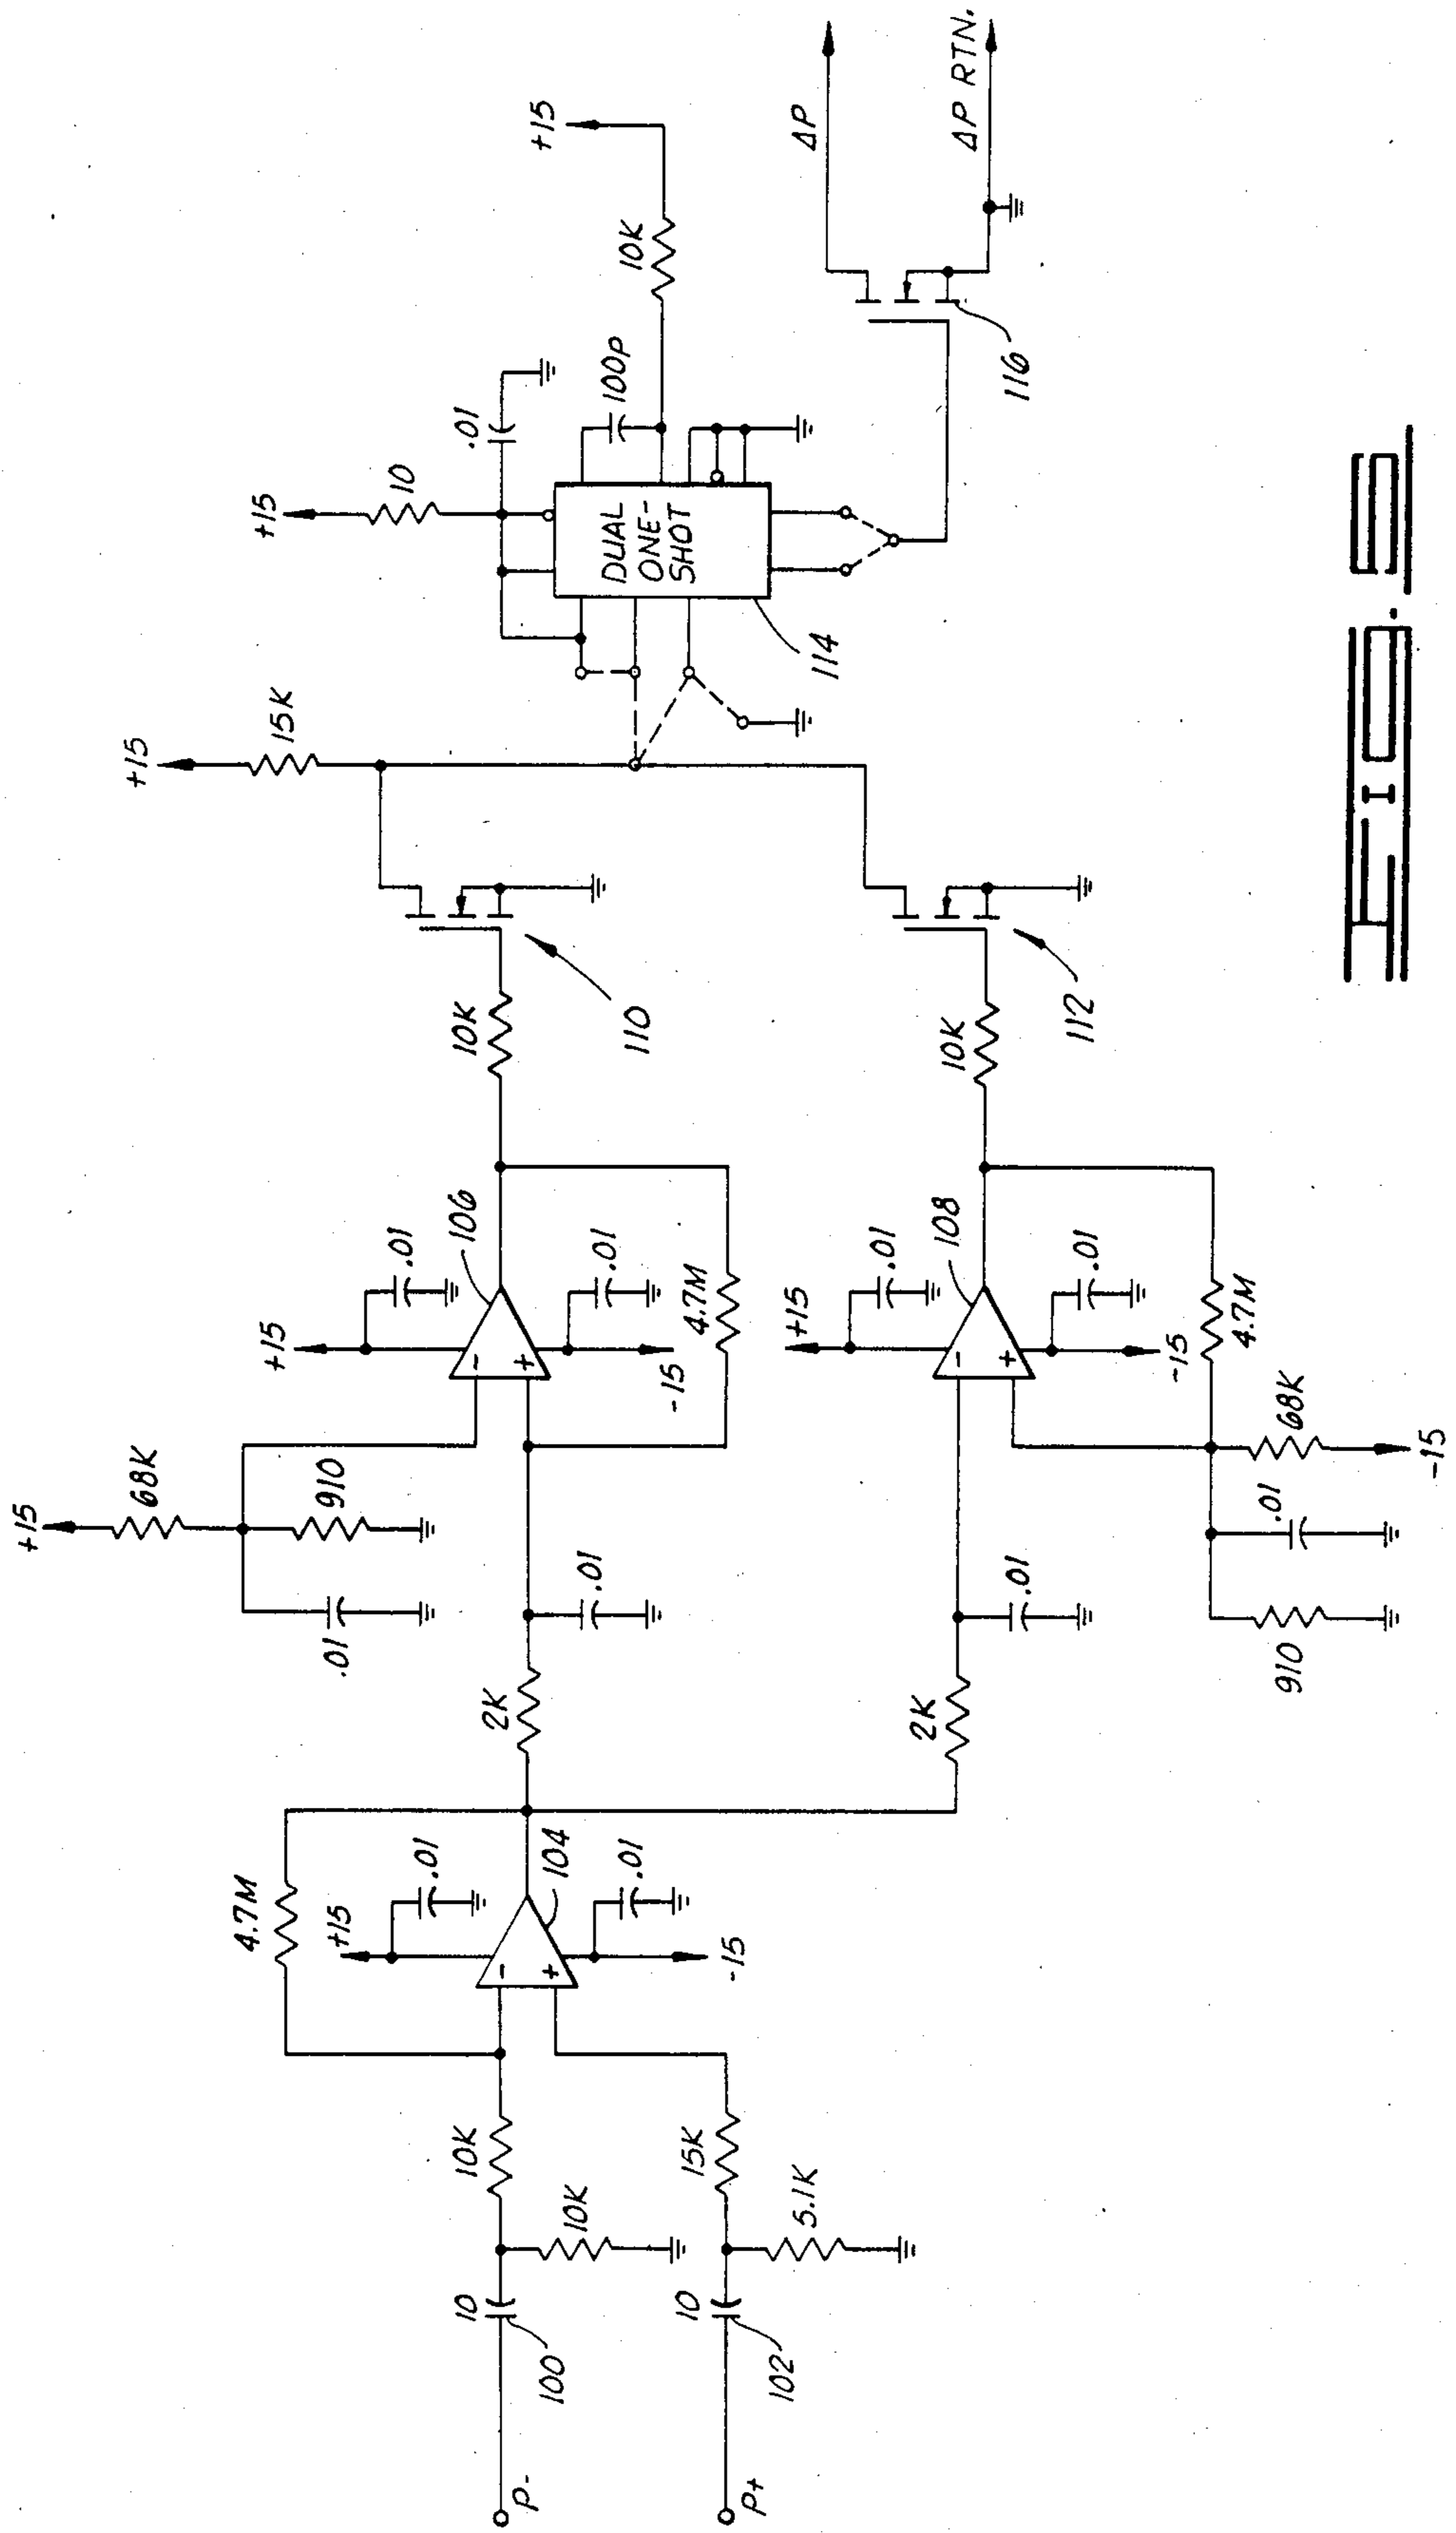 P-
10
100
10K
10K
P+
10
102
15K
5.1K
4.7M
+15
.01
104
.01
-15
2K
.01
2K
.01
+15
68K
910
.01
+15
.01
106
.01
-15
4.7M
10K
110
+15
.01
108
.01
-15
4.7M
68K
-15
.01
910
10K
112
+15
15K
+15
10
.01
DUAL
ONE-
SHOT
114
100P
10K
+15
116
ΔP
ΔP RTN.
FIG. 5